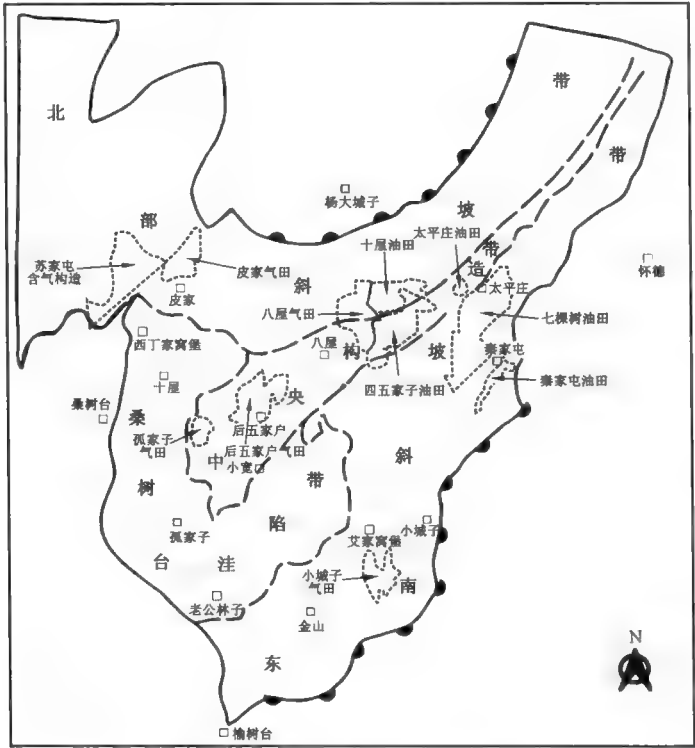 北
带
带
杨大城子
部
坡
太平庄油田
十屋油田
带
苏家屯
含气构造
皮家气田
斜
造
怀德
皮家
太平庄
八屋气田
七棵树油田
西丁家窝堡
八屋
构
坡
秦家屯
十屋
四五家子油田
秦家屯油田
央
桑树台
桑
后五家户
孤家子
气田
后五家户气田
斜
中
小宽
带
树
孤家子
陷
小城子
艾家窝堡
台
洼
小城子
气田
南
老公林子
金山
N
东
榆树台